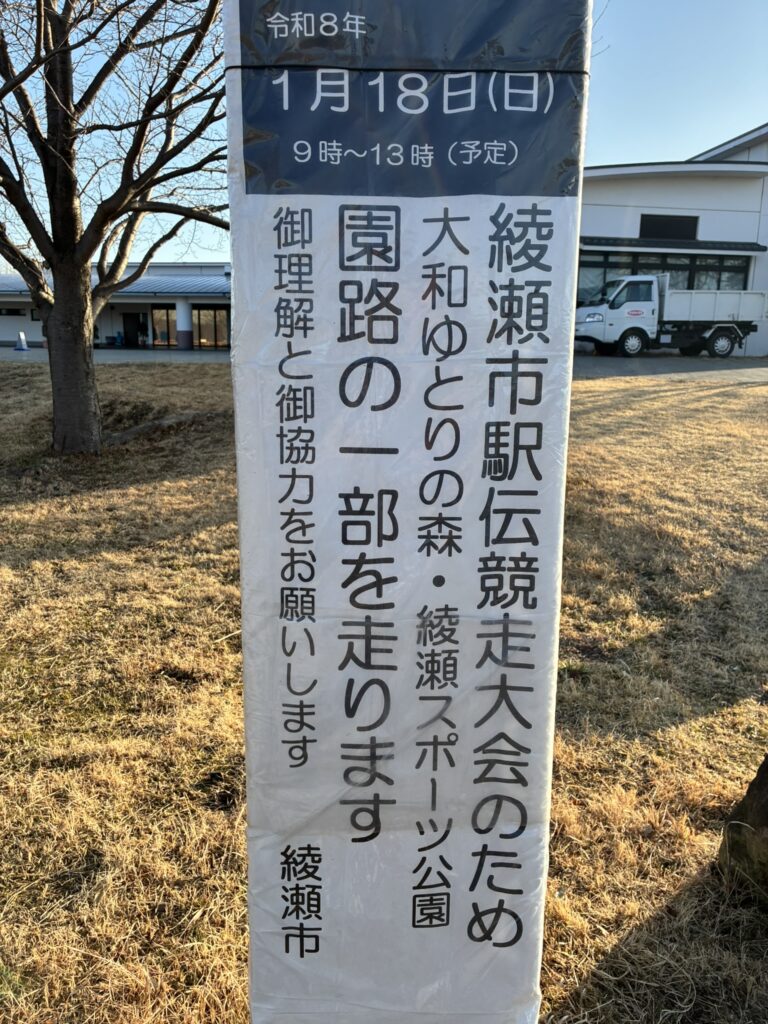 令和8年
1月18日(日)
9時～13時（予定）
綾瀬市駅伝競走大会のため
大和ゆとりの森・綾瀬スポーツ公園
園路の一部を走ります
御理解と御協力をお願いします
綾瀬市